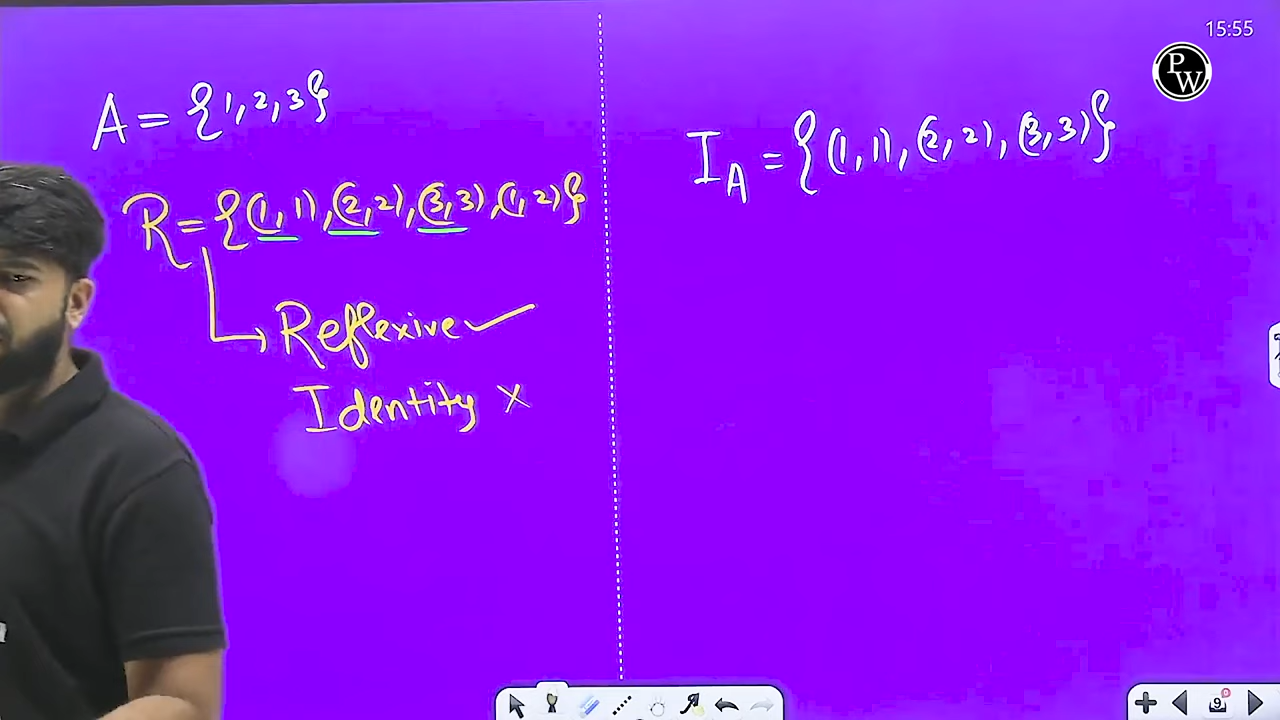 15:55
PW
A = {1, 2, 3}
R = {(1, 1), (2, 2), (3, 3), (1, 2)}
Reflexive ✓
Identity ×
I_A = {(1, 1), (2, 2), (3, 3)}
9